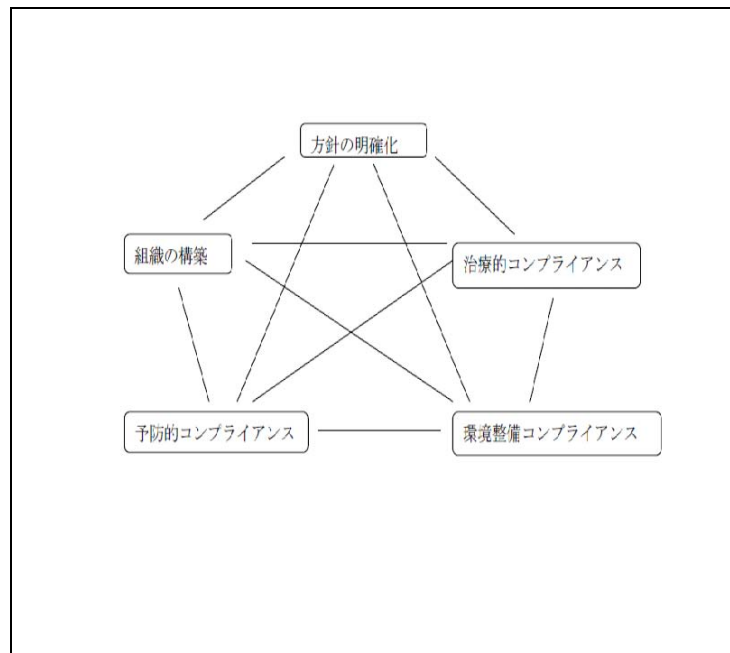 方針の明確化
組織の構築
治療的コンプライアンス
予防的コンプライアンス
環境整備コンプライアンス